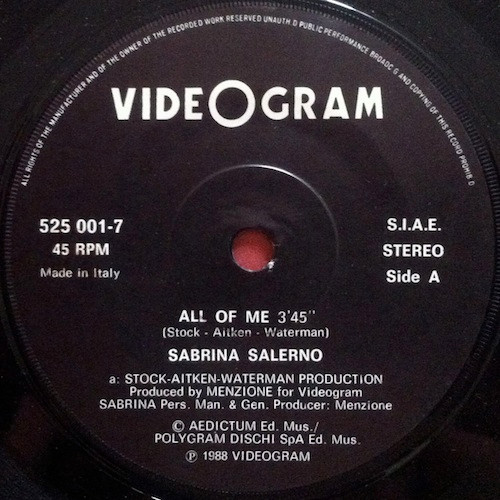 ALL RIGHTS OF THE MANUFACTURER AND OF THE OWNER OF THE RECORDED WORK RESERVED UNAUTH D PUBLIC PERFORMANCE BROADC G AND COPYING OF THIS RECORD PROHIB. D
VIDEOGRAM
525 001-7
45 RPM
Made in Italy
S.I.A.E.
STEREO
Side A
ALL OF ME 3'45"
(Stock - Aitken - Waterman)
SABRINA SALERNO
a: STOCK-AITKEN-WATERMAN PRODUCTION
Produced by MENZIONE for Videogram
SABRINA Pers. Man. & Gen. Producer: Menzione
© AEDICTUM Ed. Mus./
POLYGRAM DISCHI SpA Ed. Mus.
℗ 1988 VIDEOGRAM